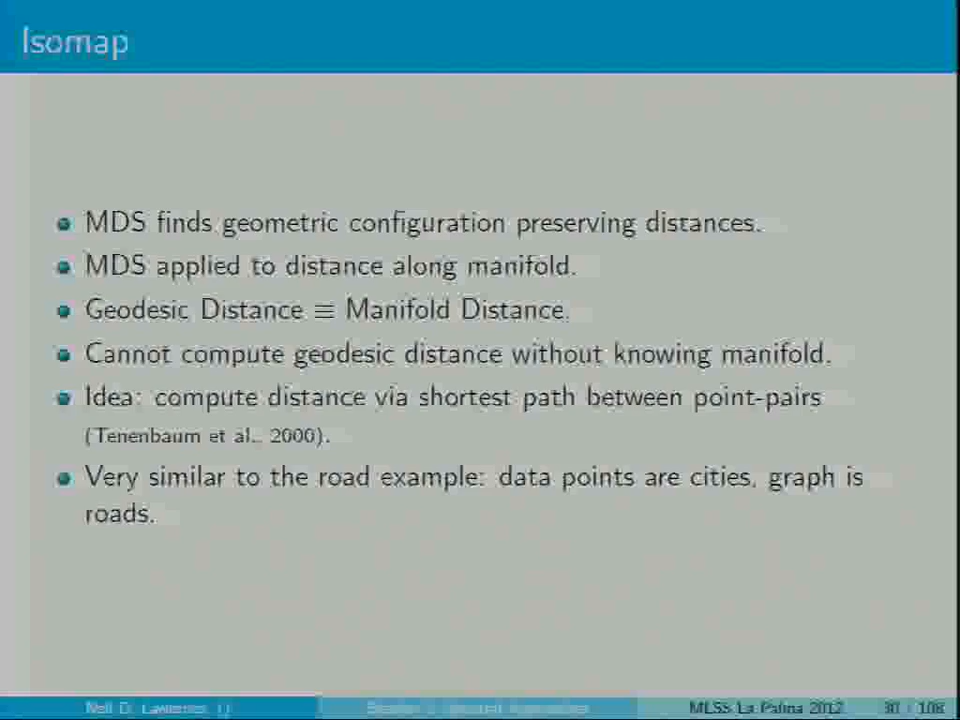 Isomap
MDS finds geometric configuration preserving distances.
MDS applied to distance along manifold.
Geodesic Distance ≡ Manifold Distance.
Cannot compute geodesic distance without knowing manifold.
Idea: compute distance via shortest path between point-pairs
(Tenenbaum et al., 2000).
Very similar to the road example: data points are cities, graph is
roads.
Neil D. Lawrence ()
MLSS La Palma 2012
/ 108